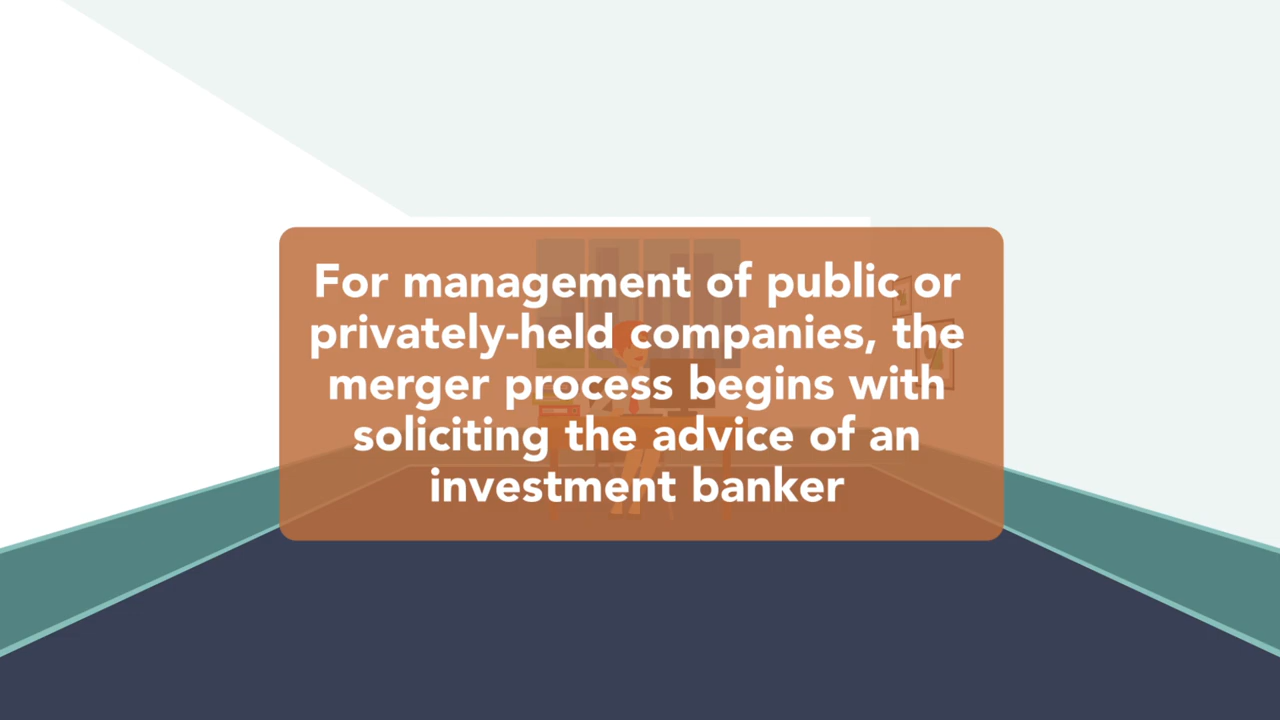 For management of public or
privately-held companies, the
merger process begins with
soliciting the advice of an
investment banker